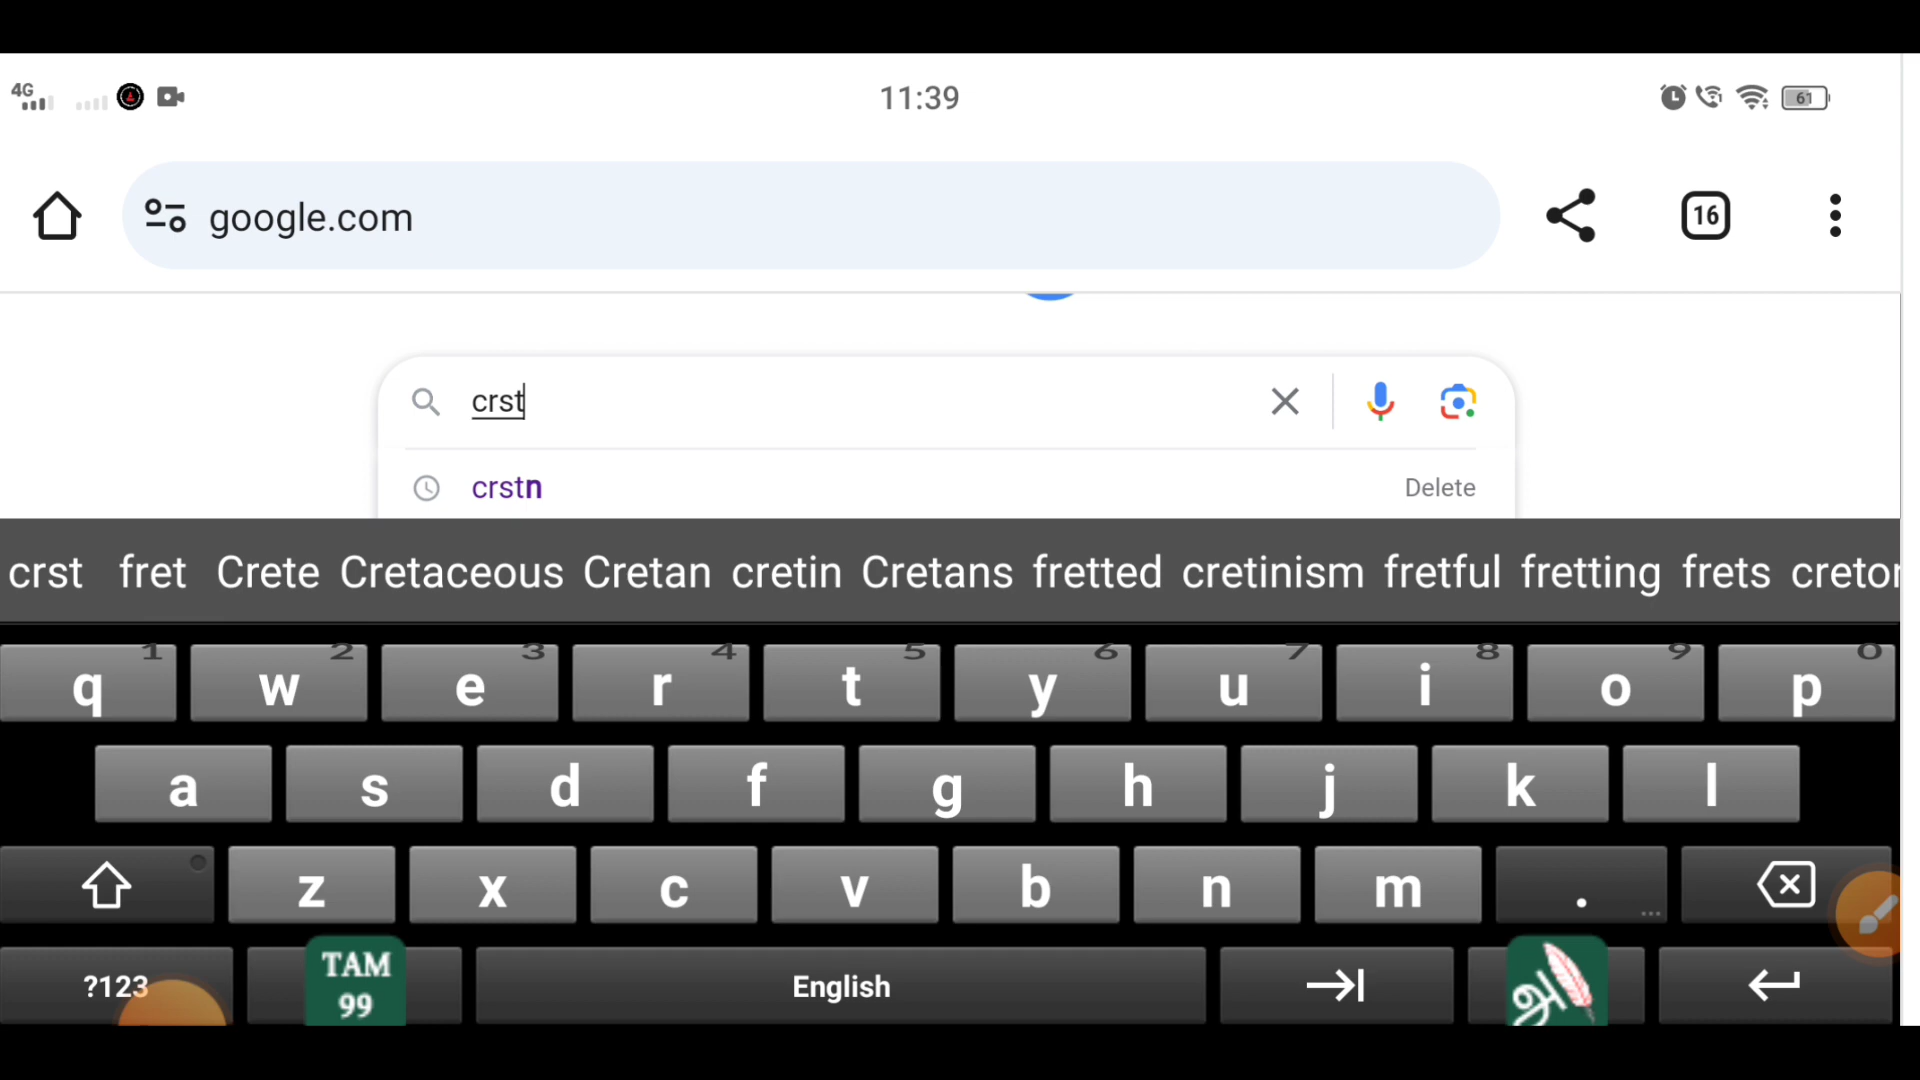 4G 11:39 61
google.com 16
crst
crstn Delete
crst fret Crete Cretaceous Cretan cretin Cretans fretted cretinism fretful fretting frets
1 2 3 4 5 6 7 8 9 0
q w e r t y u i o p
a s d f g h j k l
z x c v b n m . ...
?123 TAM 99 English அ